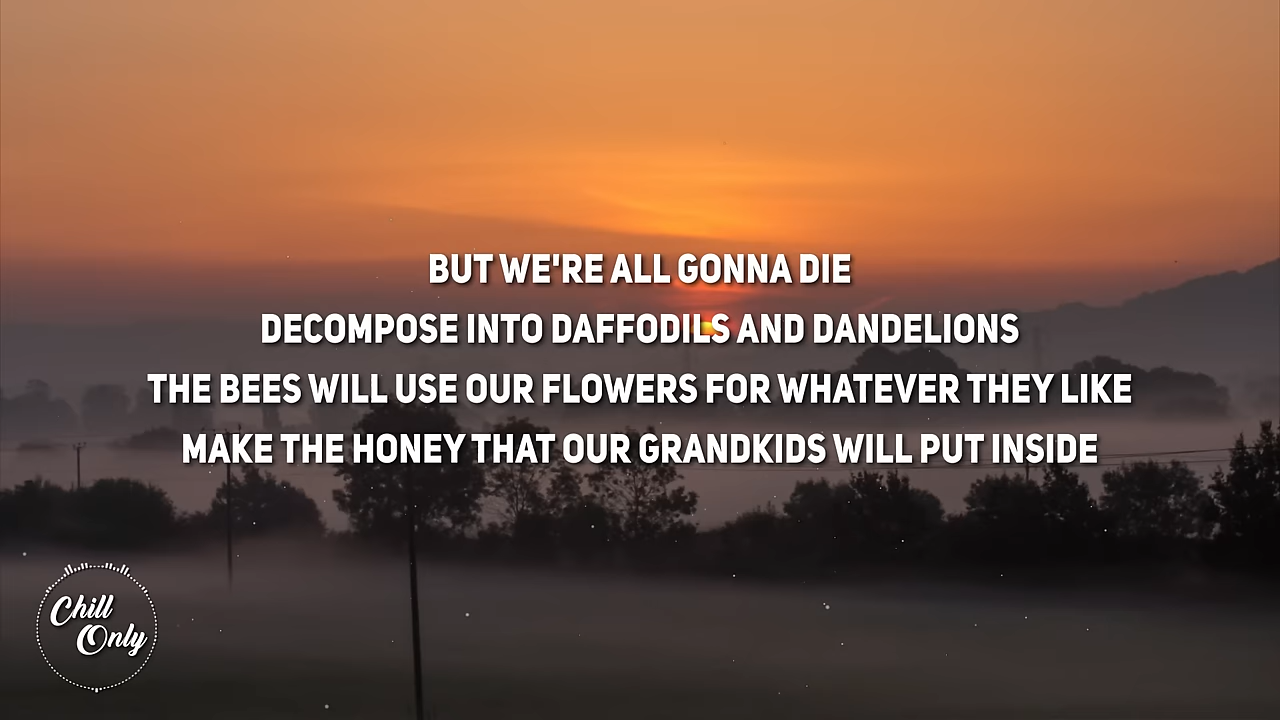 BUT WE'RE ALL GONNA DIE
DECOMPOSE INTO DAFFODILS AND DANDELIONS
THE BEES WILL USE OUR FLOWERS FOR WHATEVER THEY LIKE
MAKE THE HONEY THAT OUR GRANDKIDS WILL PUT INSIDE
Chill
Only